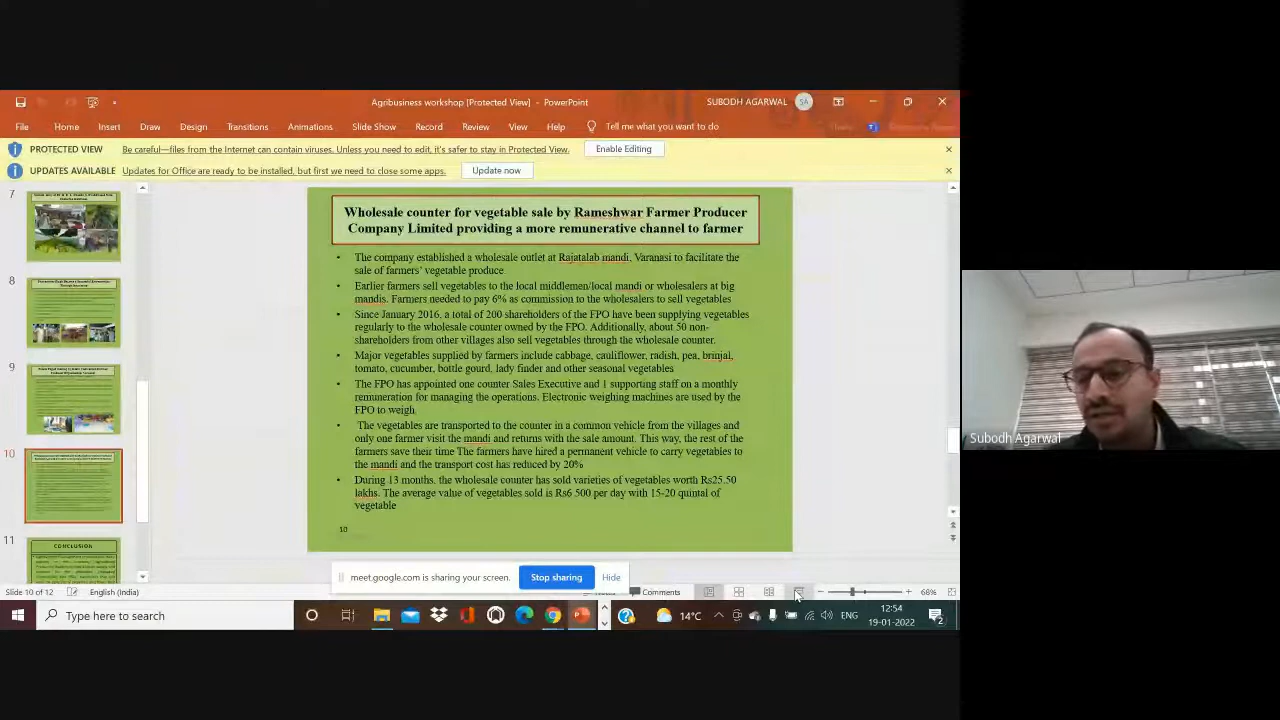 Agribusiness workshop [Protected View] - PowerPoint
SUBODH AGARWAL
SA
File Home Insert Draw Design Transitions Animations Slide Show Record Review View Help Tell me what you want to do
PROTECTED VIEW Be careful—files from the Internet can contain viruses. Unless you need to edit, it's safer to stay in Protected View. Enable Editing
UPDATES AVAILABLE Updates for Office are ready to be installed, but first we need to close some apps. Update now
7
8
9
10
11
CONCLUSION
Wholesale counter for vegetable sale by Rameshwar Farmer Producer
Company Limited providing a more remunerative channel to farmer
• The company established a wholesale outlet at Rajatalab mandi, Varanasi to facilitate the
sale of farmers' vegetable produce
• Earlier farmers sell vegetables to the local middlemen/local mandi or wholesalers at big
mandis. Farmers needed to pay 6% as commission to the wholesalers to sell vegetables
• Since January 2016, a total of 200 shareholders of the FPO have been supplying vegetables
regularly to the wholesale counter owned by the FPO. Additionally, about 50 non-
shareholders from other villages also sell vegetables through the wholesale counter.
• Major vegetables supplied by farmers include cabbage, cauliflower, radish, pea, brinjal,
tomato, cucumber, bottle gourd, lady finder and other seasonal vegetables
• The FPO has appointed one counter Sales Executive and 1 supporting staff on a monthly
remuneration for managing the operations. Electronic weighing machines are used by the
FPO to weigh.
• The vegetables are transported to the counter in a common vehicle from the villages and
only one farmer visit the mandi and returns with the sale amount. This way, the rest of the
farmers save their time The farmers have hired a permanent vehicle to carry vegetables to
the mandi and the transport cost has reduced by 20%
• During 13 months, the wholesale counter has sold varieties of vegetables worth Rs25.50
lakhs. The average value of vegetables sold is Rs6,500 per day with 15-20 quintal of
vegetable
10
Subodh Agarwal
meet.google.com is sharing your screen. Stop sharing Hide
Slide 10 of 12 English (India) Comments 68%
Type here to search
14°C ENG
12:54
19-01-2022
2